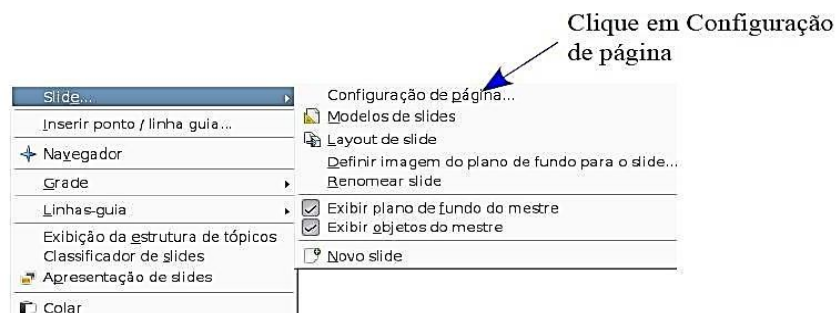 Clique em Configuração
de página
Slide...
Inserir ponto / linha guia...
Navegador
Grade
Linhas-guia
Exibição da estrutura de tópicos
Classificador de slides
Apresentação de slides
Colar
Configuração de página...
Modelos de slides
Layout de slide
Definir imagem do plano de fundo para o slide...
Renomear slide
Exibir plano de fundo do mestre
Exibir objetos do mestre
Novo slide